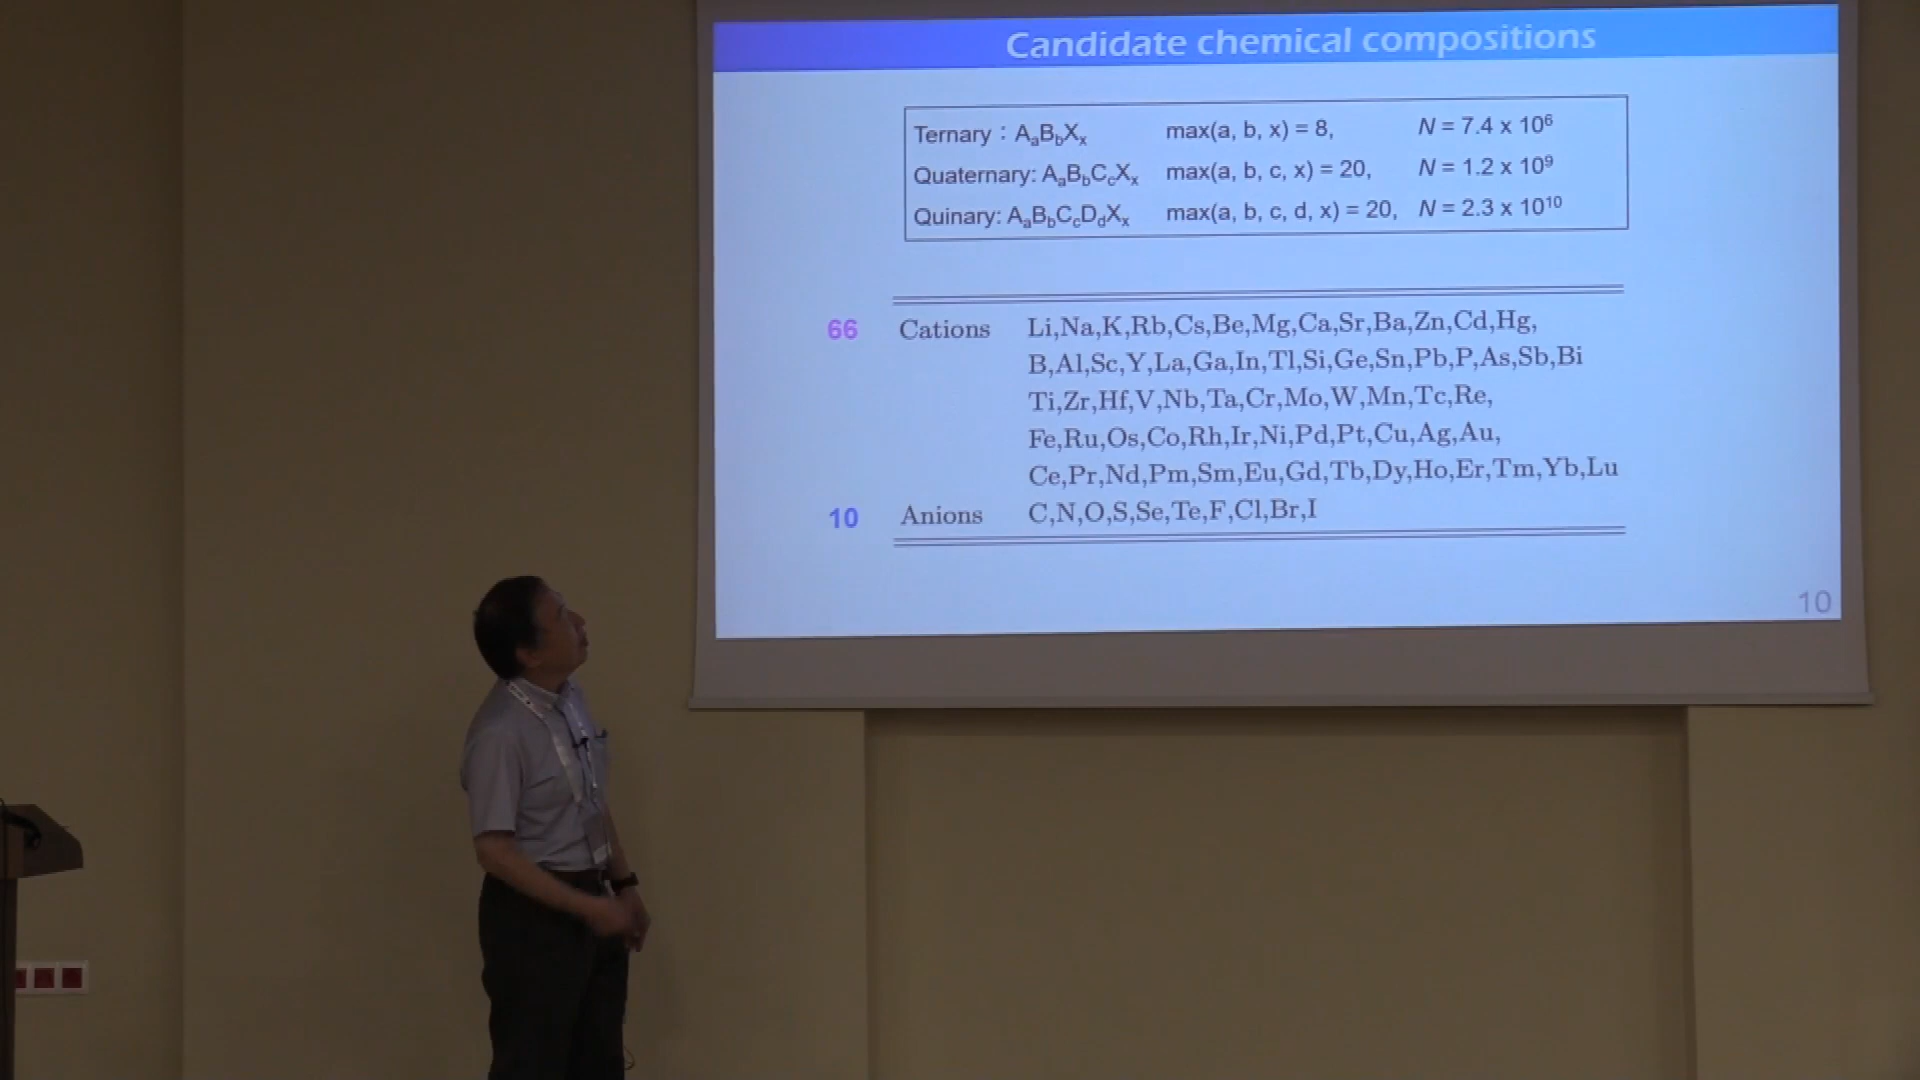 Candidate chemical compositions
Ternary : AaBbXx max(a, b, x) = 8, N = 7.4 x 10⁶
Quaternary: AaBbCcXx max(a, b, c, x) = 20, N = 1.2 x 10⁹
Quinary: AaBbCcDdXx max(a, b, c, d, x) = 20, N = 2.3 x 10¹⁰
66 Cations Li,Na,K,Rb,Cs,Be,Mg,Ca,Sr,Ba,Zn,Cd,Hg,
B,Al,Sc,Y,La,Ga,In,Tl,Si,Ge,Sn,Pb,P,As,Sb,Bi
Ti,Zr,Hf,V,Nb,Ta,Cr,Mo,W,Mn,Tc,Re,
Fe,Ru,Os,Co,Rh,Ir,Ni,Pd,Pt,Cu,Ag,Au,
Ce,Pr,Nd,Pm,Sm,Eu,Gd,Tb,Dy,Ho,Er,Tm,Yb,Lu
10 Anions C,N,O,S,Se,Te,F,Cl,Br,I
10